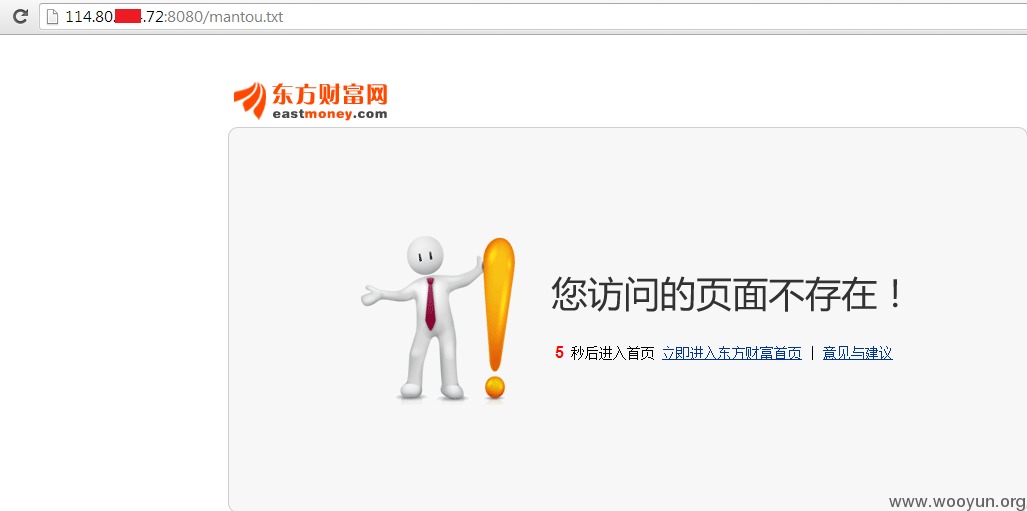 114.80. .72:8080/mantou.txt
东方财富网
eastmoney.com
您访问的页面不存在！
5 秒后进入首页 立即进入东方财富首页 | 意见与建议
www.wooyun.org